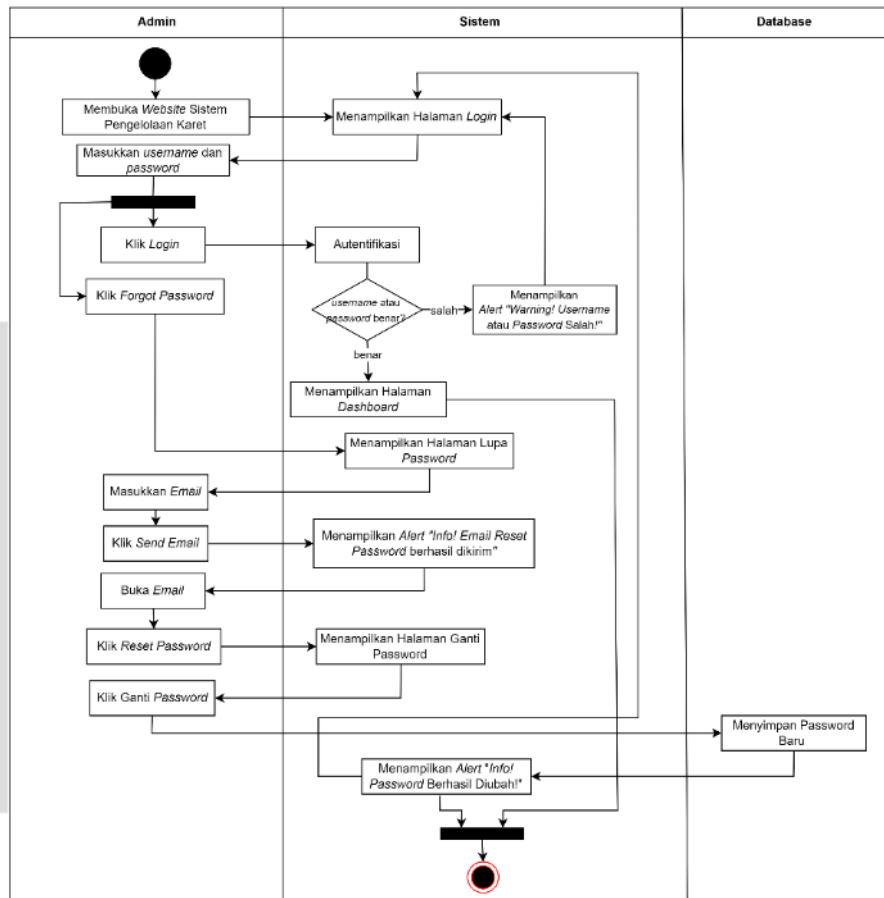 Admin
Sistem
Database
Membuka Website Sistem
Pengelolaan Karet
Menampilkan Halaman Login
Masukkan username dan
password
Klik Login
Autentifikasi
Klik Forgot Password
username atau
password benar?
salah
Menampilkan
Alert "Warning! Username
atau Password Salah!"
benar
Menampilkan Halaman
Dashboard
Menampilkan Halaman Lupa
Password
Masukkan Email
Klik Send Email
Menampilkan Alert "Info! Email Reset
Password berhasil dikirim"
Buka Email
Klik Reset Password
Menampilkan Halaman Ganti
Password
Klik Ganti Password
Menyimpan Password
Baru
Menampilkan Alert "Info!
Password Berhasil Diubah!"